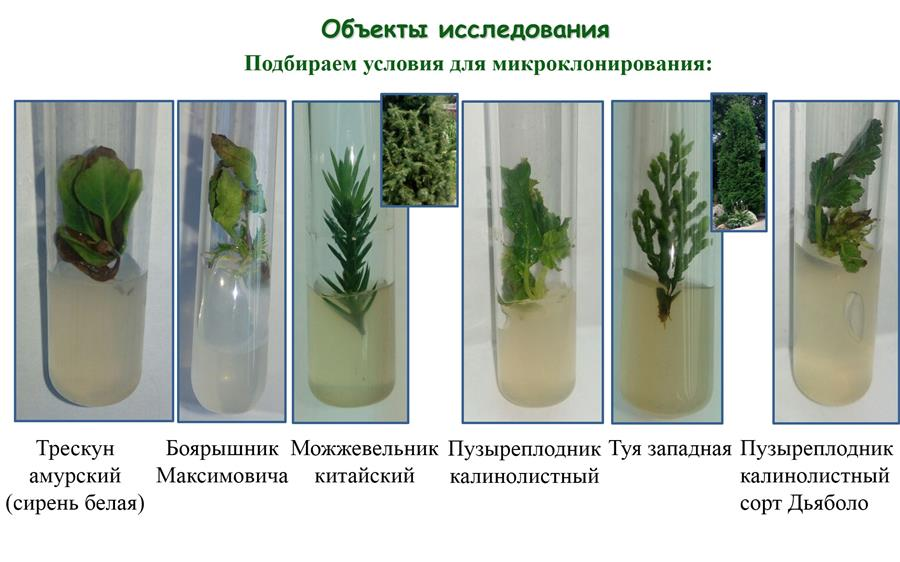 Объекты исследования
Подбираем условия для микроклонирования:
Трескун
амурский
(сирень белая)
Боярышник
Максимовича
Можжевельник
китайский
Пузыреплодник
калинолистный
Туя западная
Пузыреплодник
калинолистный
сорт Дьяболо